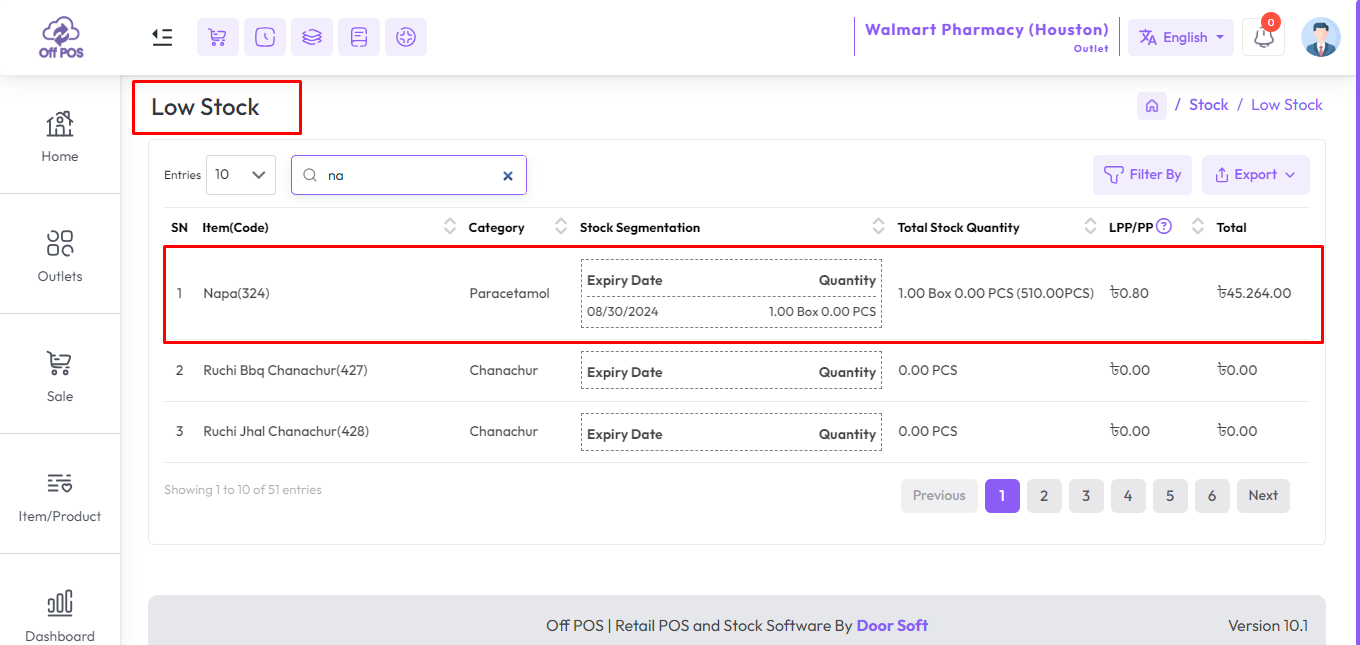 Off POS
Walmart Pharmacy (Houston)
Outlet
English
0
Home
Outlets
Sale
Item/Product
Dashboard
Low Stock
/ Stock / Low Stock
Entries 10 na
Filter By
Export
SN Item(Code) Category Stock Segmentation Total Stock Quantity LPP/PP ? Total
1 Napa(324) Paracetamol Expiry Date Quantity 1.00 Box 0.00 PCS (510.00PCS) ৳0.80 ৳45.264.00
08/30/2024 1.00 Box 0.00 PCS
2 Ruchi Bbq Chanachur(427) Chanachur Expiry Date Quantity 0.00 PCS ৳0.00 ৳0.00
3 Ruchi Jhal Chanachur(428) Chanachur Expiry Date Quantity 0.00 PCS ৳0.00 ৳0.00
Showing 1 to 10 of 51 entries
Previous 1 2 3 4 5 6 Next
Off POS | Retail POS and Stock Software By Door Soft
Version 10.1